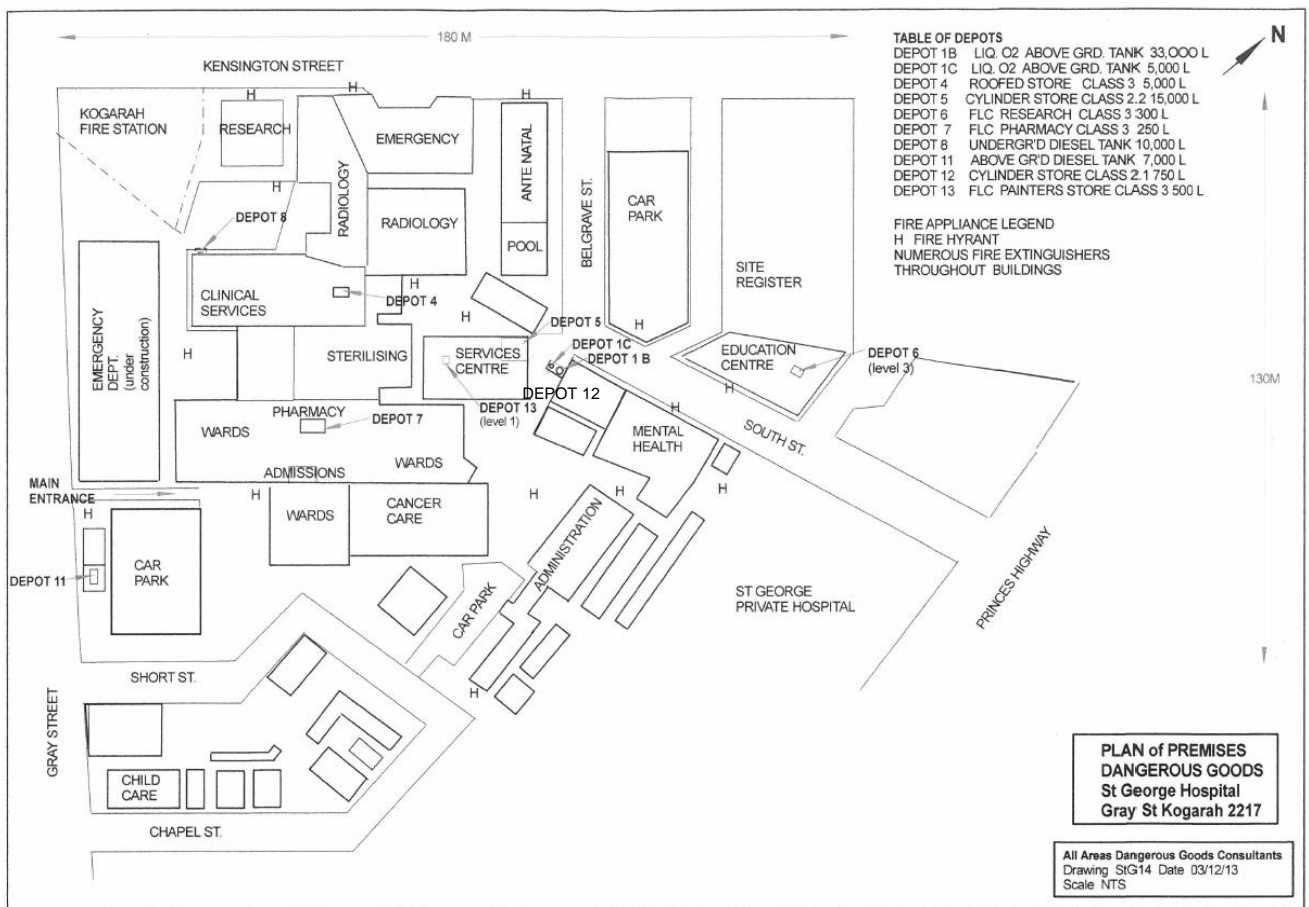 180 M
N
KENSINGTON STREET
TABLE OF DEPOTS
DEPOT 1B LIQ. O2 ABOVE GRD. TANK 33,OOO L
DEPOT 1C LIQ. O2 ABOVE GRD. TANK 5,000 L
DEPOT 4 ROOFED STORE CLASS 3 5,000 L
DEPOT 5 CYLINDER STORE CLASS 2.2 15,000 L
DEPOT 6 FLC RESEARCH CLASS 3 300 L
DEPOT 7 FLC PHARMACY CLASS 3 250 L
DEPOT 8 UNDERGR'D DIESEL TANK 10,000 L
DEPOT 11 ABOVE GR'D DIESEL TANK 7,000 L
DEPOT 12 CYLINDER STORE CLASS 2.1 750 L
DEPOT 13 FLC PAINTERS STORE CLASS 3 500 L
FIRE APPLIANCE LEGEND
H FIRE HYRANT
NUMEROUS FIRE EXTINGUISHERS
THROUGHOUT BUILDINGS
130M
KOGARAH
FIRE STATION
H
H
H
RESEARCH
EMERGENCY
ANTE NATAL
POOL
H
RADIOLOGY
RADIOLOGY
DEPOT 8
BELGRAVE ST.
CAR
PARK
H
SITE
REGISTER
CLINICAL
SERVICES
DEPOT 4
H
H
DEPOT 5
DEPOT 1C
DEPOT 1 B
EMERGENCY
DEPT.
(under
construction)
H
STERILISING
SERVICES
CENTRE
DEPOT 12
DEPOT 13
(level 1)
EDUCATION
CENTRE
H
DEPOT 6
(level 3)
PHARMACY
DEPOT 7
WARDS
WARDS
ADMISSIONS
H
MENTAL
HEALTH
SOUTH ST.
MAIN
ENTRANCE
H
H
WARDS
CANCER
CARE
H
H
H
DEPOT 11
CAR
PARK
ADMINISTRATION
CAR PARK
H
ST GEORGE
PRIVATE HOSPITAL
PRINCES HIGHWAY
SHORT ST.
GRAY STREET
CHILD
CARE
CHAPEL ST.
PLAN of PREMISES
DANGEROUS GOODS
St George Hospital
Gray St Kogarah 2217
All Areas Dangerous Goods Consultants
Drawing StG14 Date 03/12/13
Scale NTS